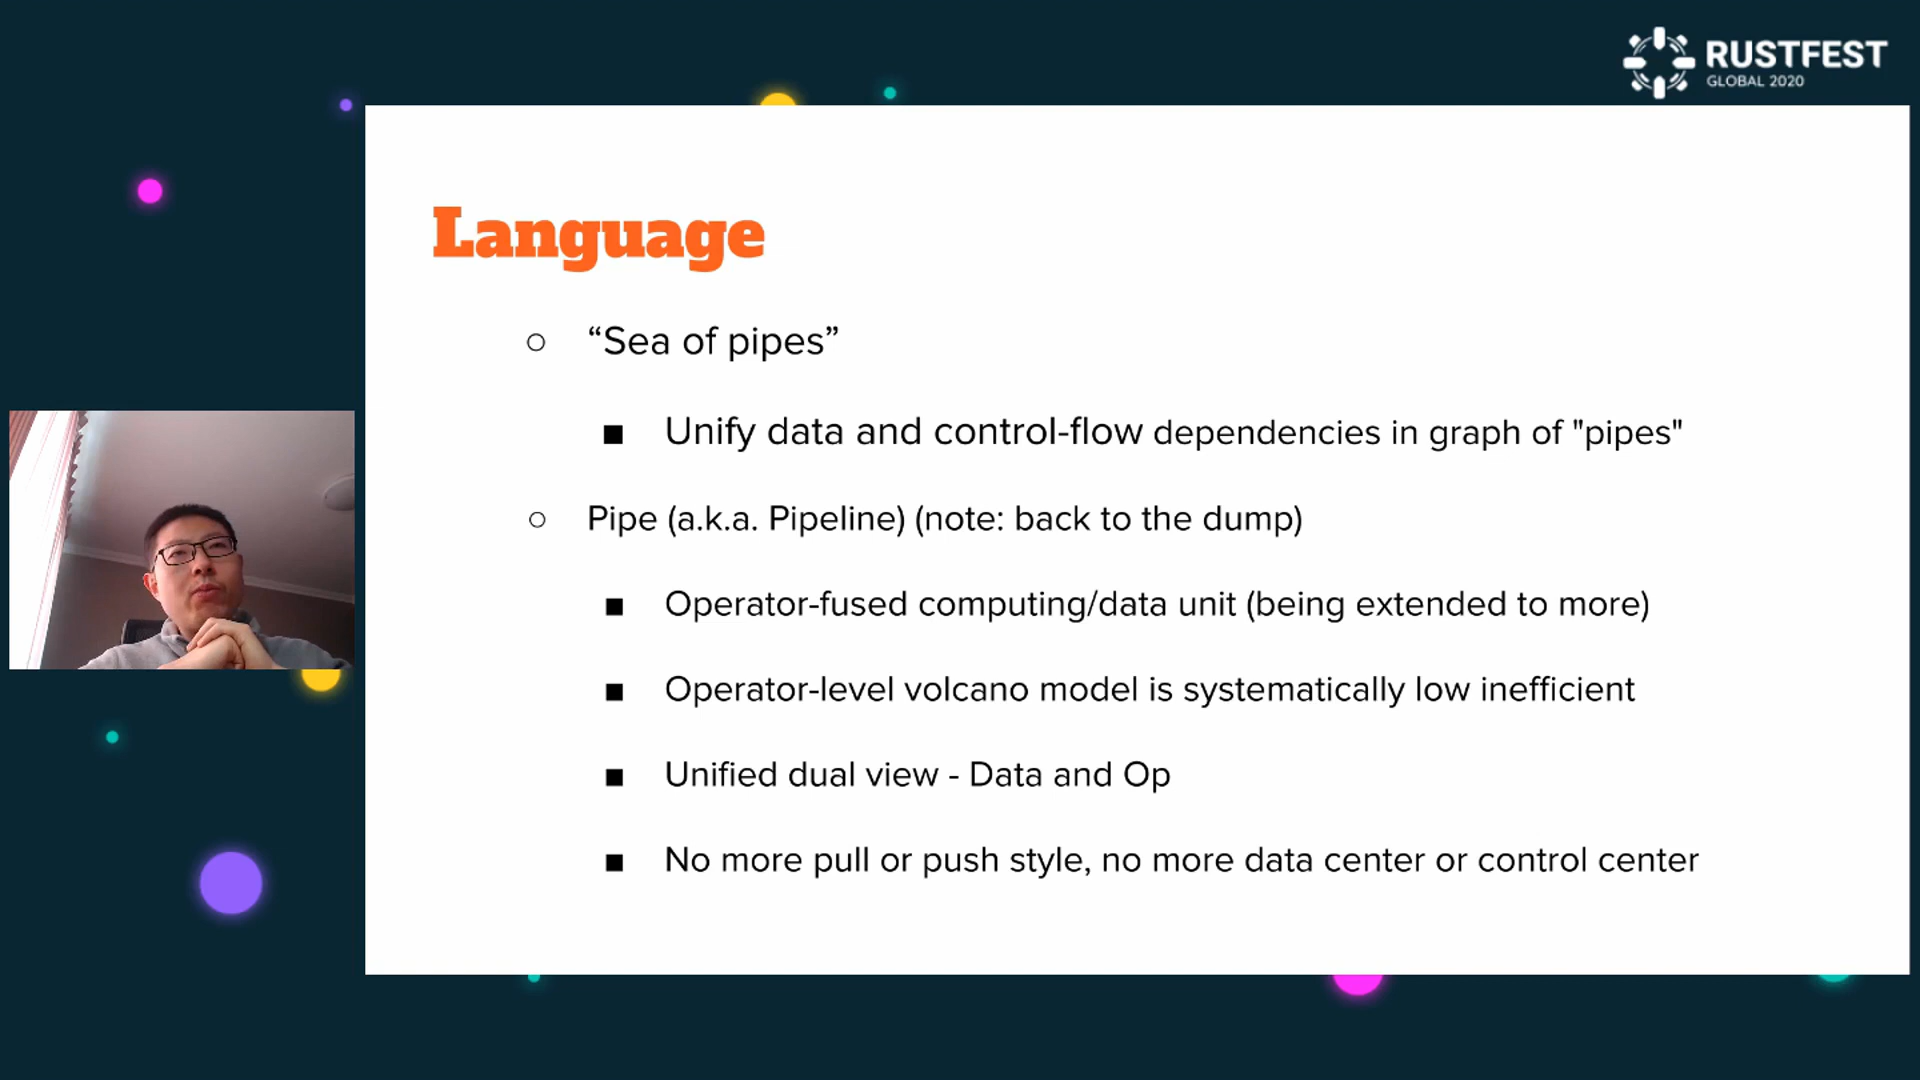 RUSTFEST
GLOBAL 2020
Language
“Sea of pipes”
Unify data and control-flow dependencies in graph of "pipes"
Pipe (a.k.a. Pipeline) (note: back to the dump)
Operator-fused computing/data unit (being extended to more)
Operator-level volcano model is systematically low inefficient
Unified dual view - Data and Op
No more pull or push style, no more data center or control center